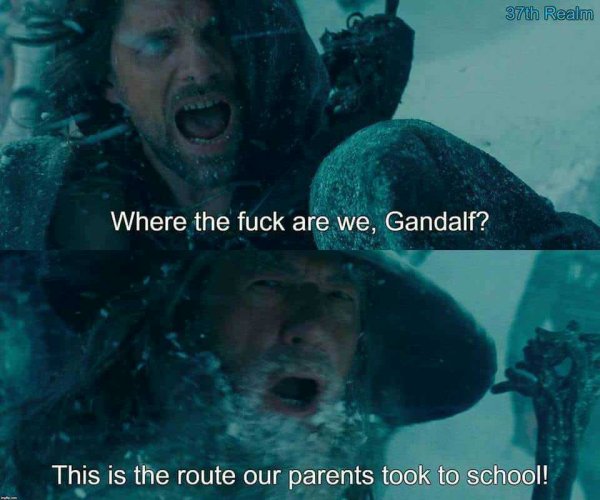 37th Realm
Where the fuck are we, Gandalf?
This is the route our parents took to school!
imgflip.com